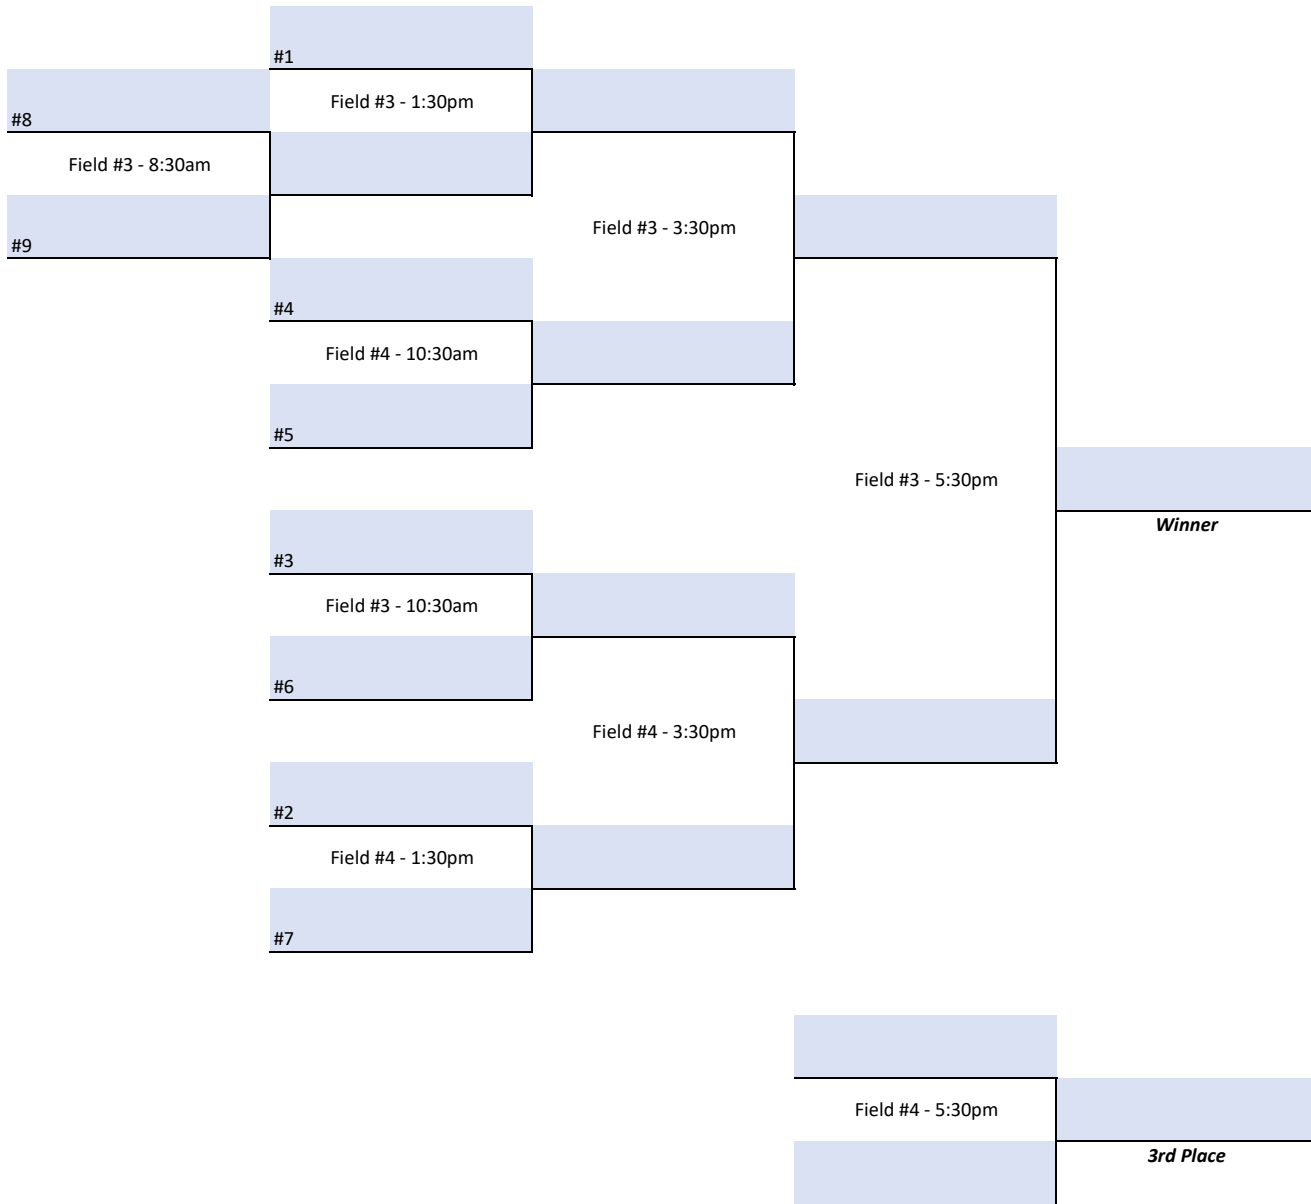 #1
Field #3 - 1:30pm
#8
Field #3 - 8:30am
#9
Field #3 - 3:30pm
#4
Field #4 - 10:30am
#5
Field #3 - 5:30pm
Winner
#3
Field #3 - 10:30am
#6
Field #4 - 3:30pm
#2
Field #4 - 1:30pm
#7
Field #4 - 5:30pm
3rd Place